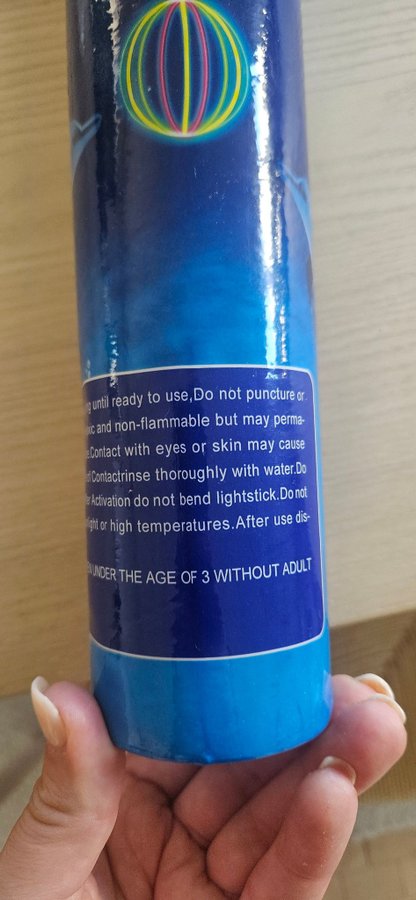 until ready to use,Do not puncture or
and non-flammable but may perma-
Contact with eyes or skin may cause
Contactrinse thoroughly with water.Do
Activation do not bend lightstick.Do not
or high temperatures.After use dis-
UNDER THE AGE OF 3 WITHOUT ADULT